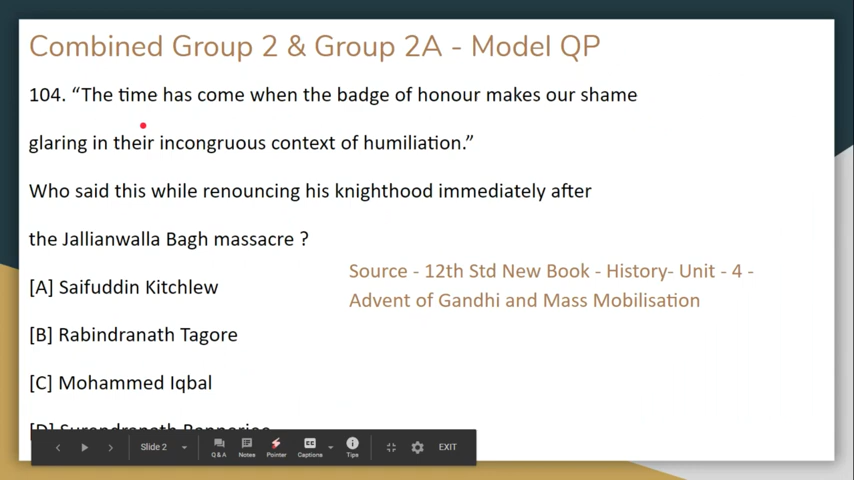 Combined Group 2 & Group 2A - Model QP
104. “The time has come when the badge of honour makes our shame
glaring in their incongruous context of humiliation.”
Who said this while renouncing his knighthood immediately after
the Jallianwalla Bagh massacre ?
Source - 12th Std New Book - History- Unit - 4 -
Advent of Gandhi and Mass Mobilisation
[A] Saifuddin Kitchlew
[B] Rabindranath Tagore
[C] Mohammed Iqbal
[D] Surendranath Bannerjee
Slide 2
Q & A
Notes
Pointer
CC
Captions
Tips
EXIT